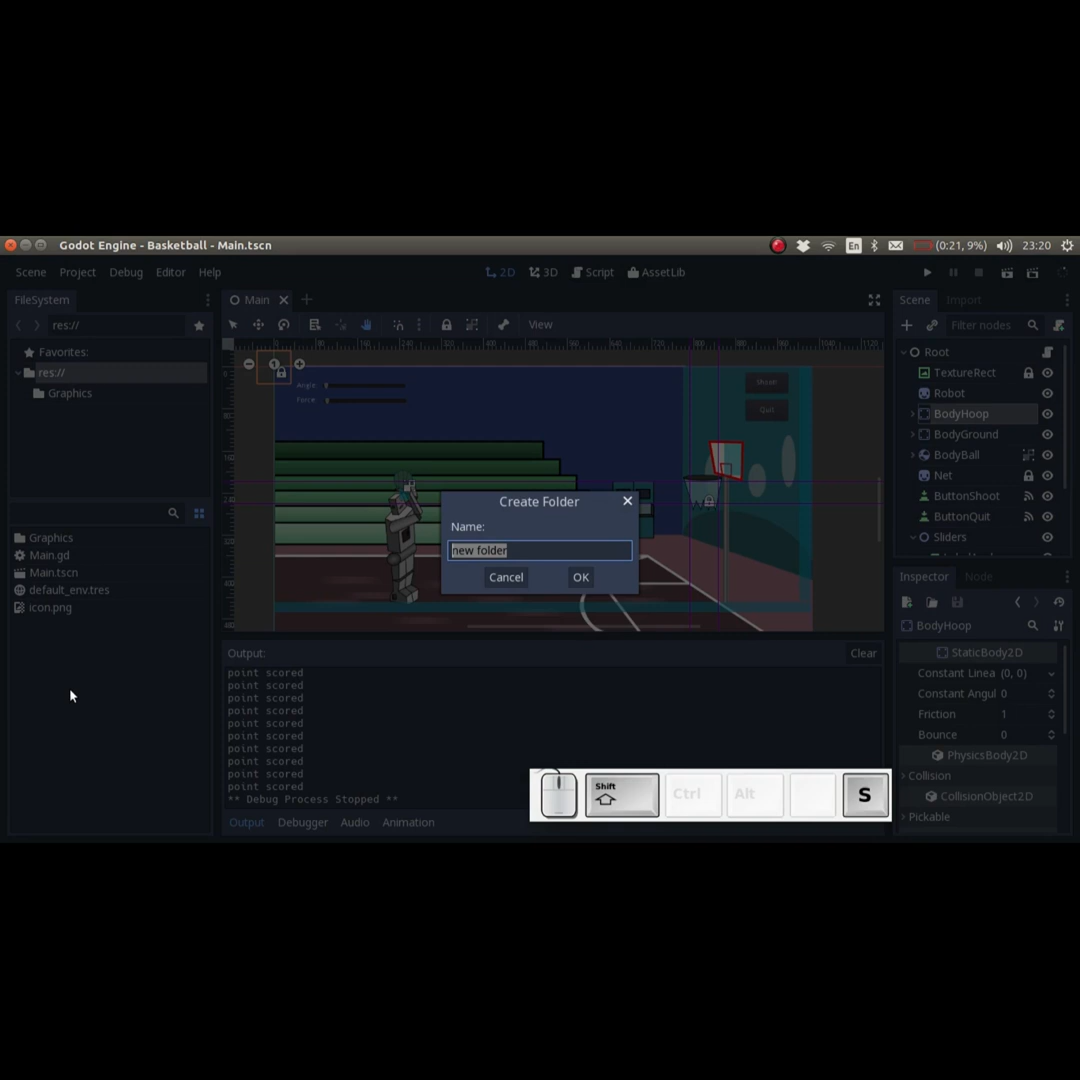 Godot Engine - Basketball - Main.tscn
En
(0:21, 9%)
23:20
Scene Project Debug Editor Help
2D 3D Script AssetLib
FileSystem
Main
Scene Import
res://
View
Filter nodes
Favorites:
res://
Graphics
Angle
Force
Shoot
Quit
Root
TextureRect
Robot
BodyHoop
BodyGround
BodyBall
Net
ButtonShoot
ButtonQuit
Sliders
Graphics
Main.gd
Main.tscn
default_env.tres
icon.png
Create Folder
Name:
new folder
Cancel OK
Inspector Node
BodyHoop
StaticBody2D
Constant Linea (0, 0)
Constant Angul 0
Friction 1
Bounce 0
PhysicsBody2D
Collision
CollisionObject2D
Pickable
Output:
Clear
point scored
point scored
point scored
point scored
point scored
point scored
point scored
point scored
point scored
point scored
** Debug Process Stopped **
Output Debugger Audio Animation
Shift
Ctrl
Alt
S